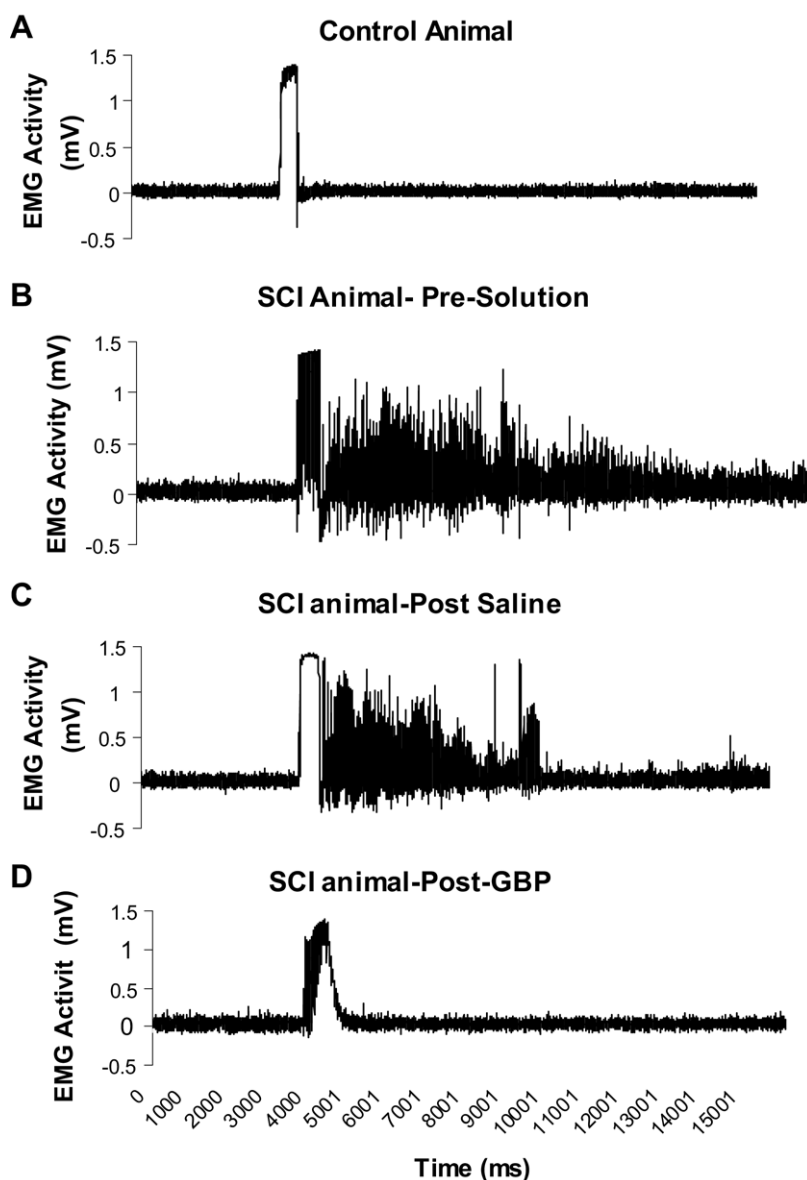 A
Control Animal
EMG Activity
(mV)
1.5
1
0.5
0
-0.5
B
SCI Animal- Pre-Solution
EMG Activity (mV)
1.5
1
0.5
0
-0.5
C
SCI animal-Post Saline
EMG Activity
(mV)
1.5
1
0.5
0
-0.5
D
SCI animal-Post-GBP
EMG Activit (mV)
1.5
1
0.5
0
-0.5
0 1000 2000 3000 4000 5001 6001 7001 8001 9001 10001 11001 12001 13001 14001 15001
Time (ms)